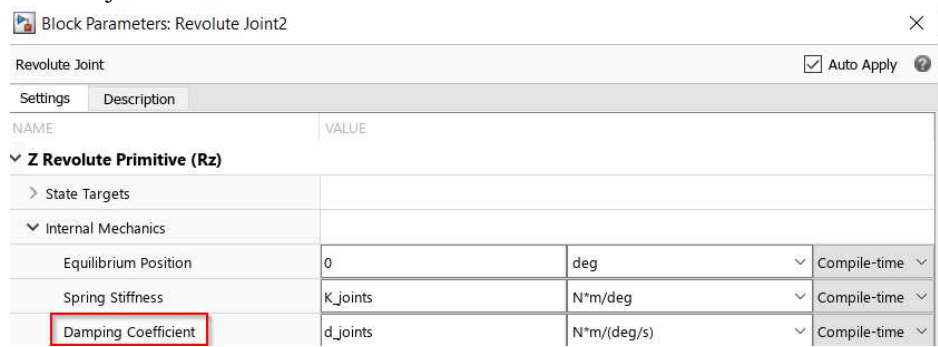 Block Parameters: Revolute Joint2
Revolute Joint Auto Apply
Settings Description
NAME VALUE
Z Revolute Primitive (Rz)
State Targets
Internal Mechanics
Equilibrium Position 0 deg Compile-time
Spring Stiffness K_joints N*m/deg Compile-time
Damping Coefficient d_joints N*m/(deg/s) Compile-time